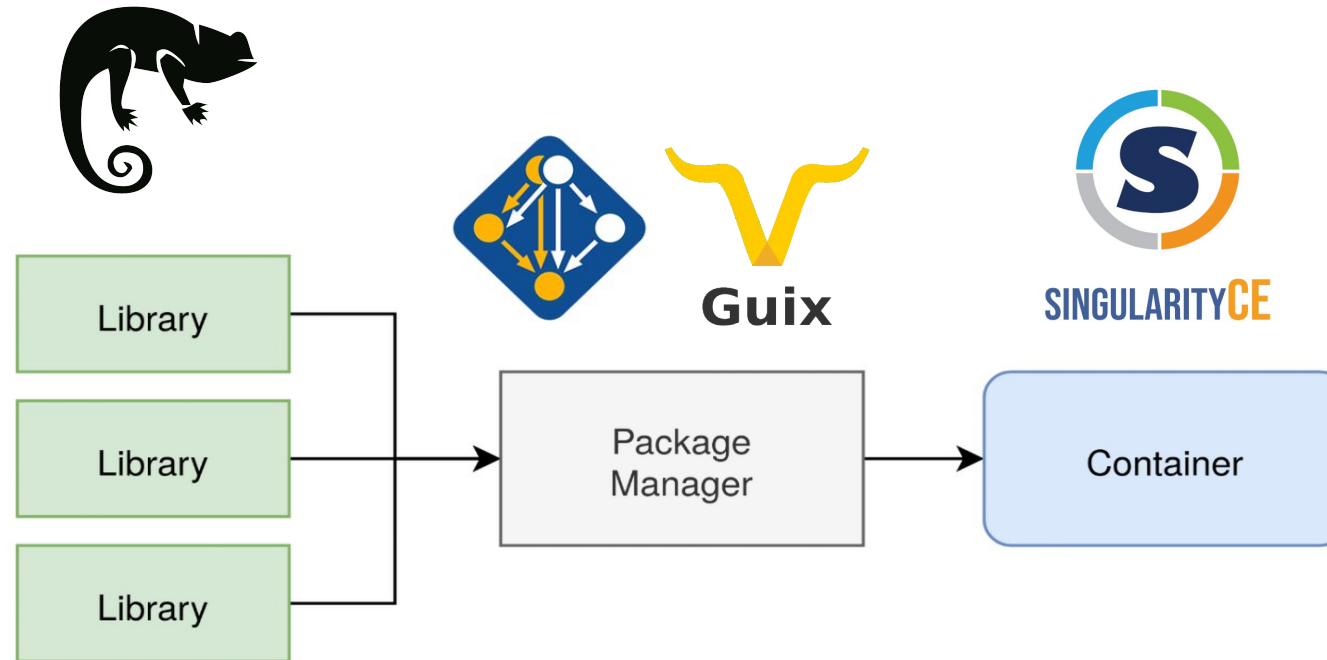 Guix
S
SINGULARITYCE
Library
Library
Library
Package
Manager
Container